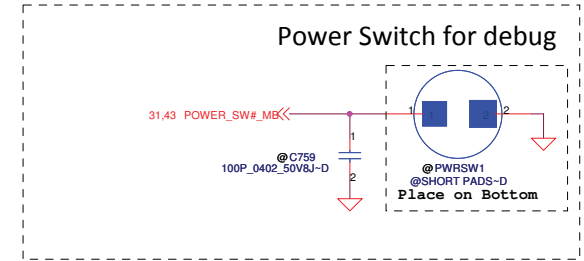 Power Switch for debug
31,43 POWER_SW#_MB
1
1
2
2
1
@C759
100P_0402_50V8J~D
2
@PWRSW1
@SHORT PADS~D
Place on Bottom